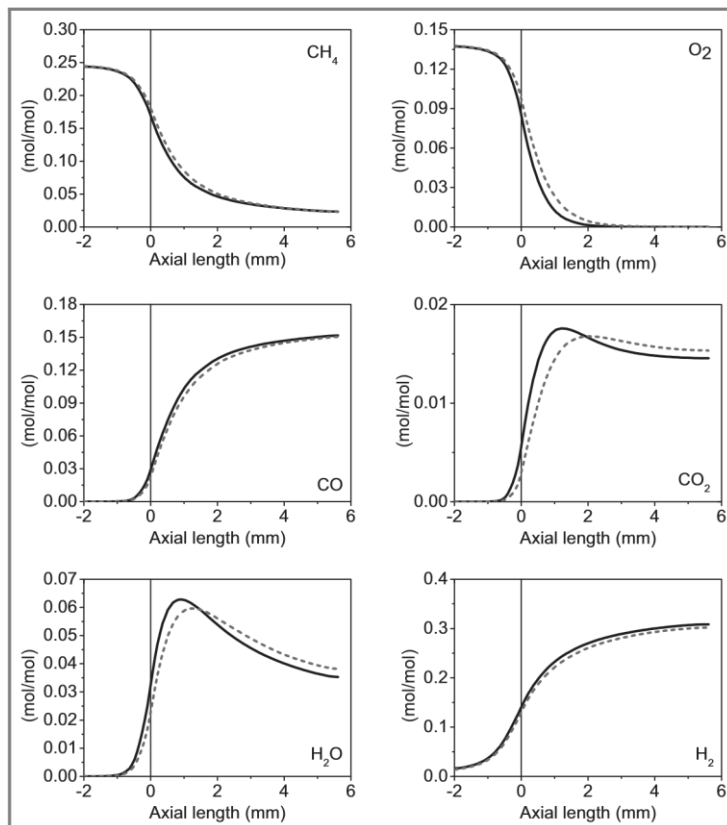 CH4
(mol/mol)
0.30
0.25
0.20
0.15
0.10
0.05
0.00
-2 0 2 4 6
Axial length (mm)
O2
(mol/mol)
0.15
0.12
0.09
0.06
0.03
0.00
-2 0 2 4 6
Axial length (mm)
CO
(mol/mol)
0.18
0.15
0.12
0.09
0.06
0.03
0.00
-2 0 2 4 6
Axial length (mm)
CO2
(mol/mol)
0.02
0.01
0.00
-2 0 2 4 6
Axial length (mm)
H2O
(mol/mol)
0.07
0.06
0.05
0.04
0.03
0.02
0.01
0.00
-2 0 2 4 6
Axial length (mm)
H2
(mol/mol)
0.4
0.3
0.2
0.1
0.0
-2 0 2 4 6
Axial length (mm)